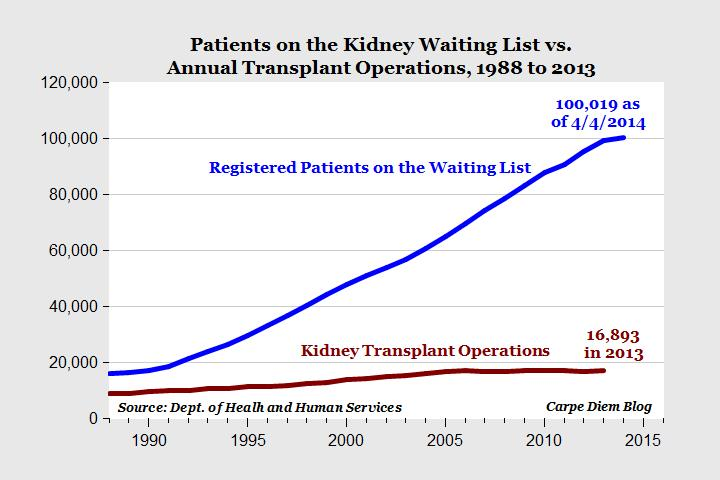 Patients on the Kidney Waiting List vs.
Annual Transplant Operations, 1988 to 2013
120,000
100,000
80,000
60,000
40,000
20,000
0
100,019 as
of 4/4/2014
Registered Patients on the Waiting List
Kidney Transplant Operations
16,893
in 2013
Source: Dept. of Healh and Human Services
Carpe Diem Blog
1990 1995 2000 2005 2010 2015